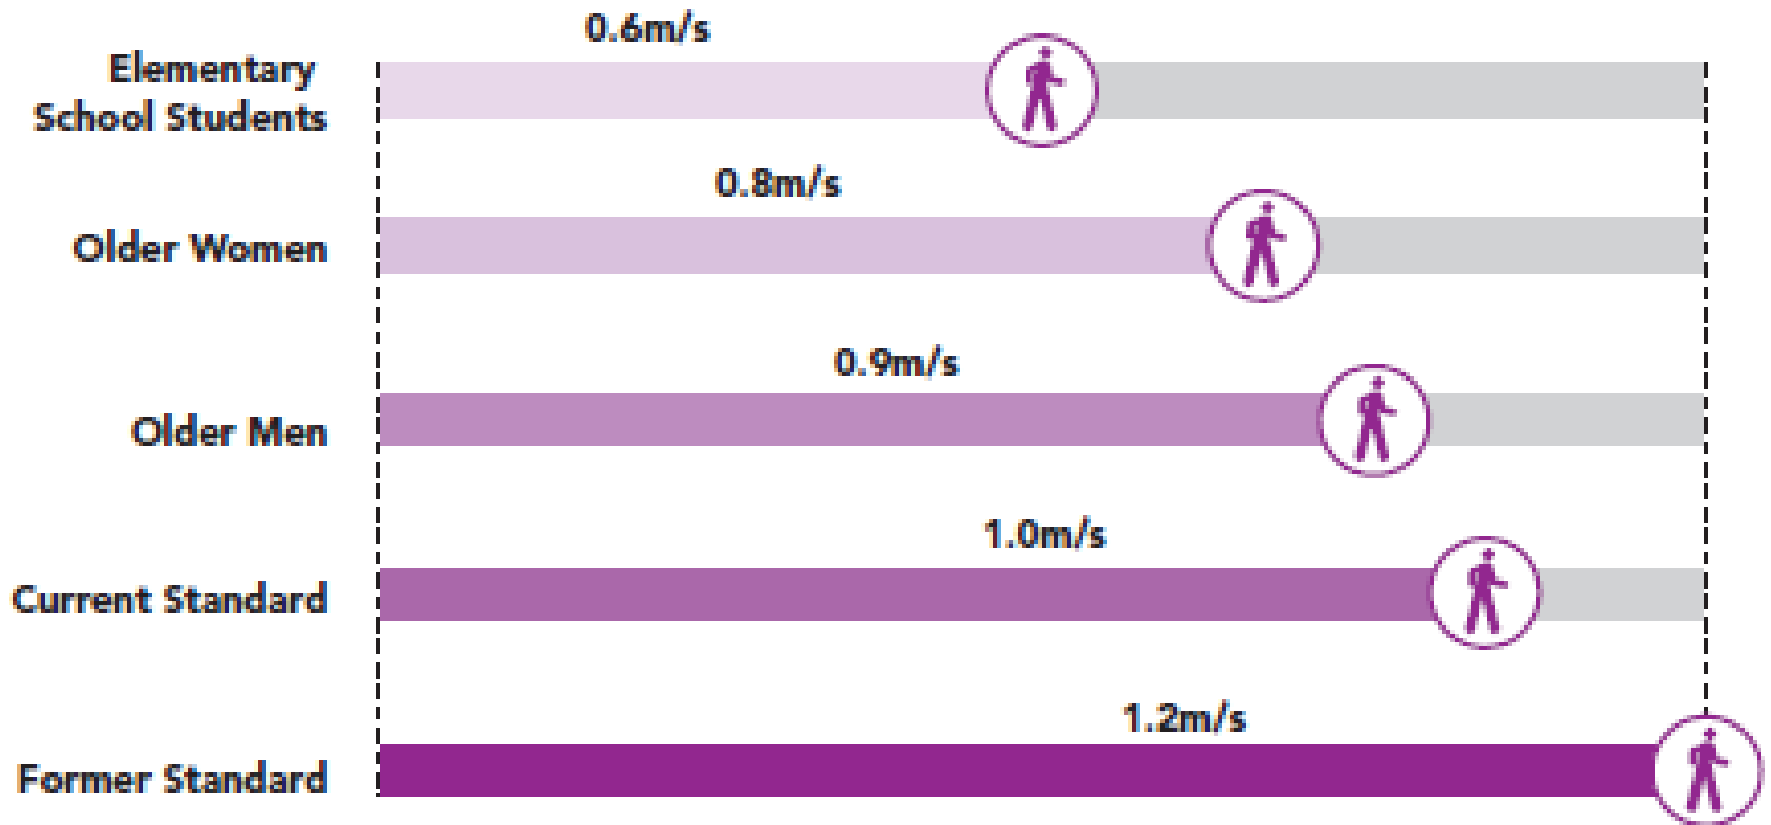 0.6m/s
Elementary
School Students
0.8m/s
Older Women
0.9m/s
Older Men
1.0m/s
Current Standard
1.2m/s
Former Standard